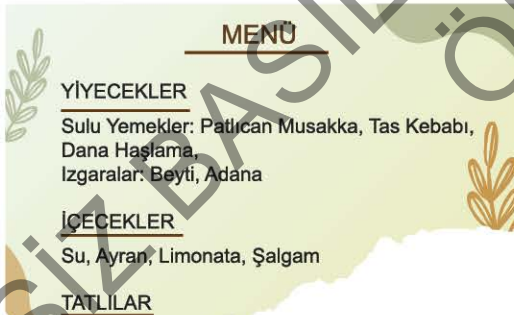 MENÜ
YİYECEKLER
Sulu Yemekler: Patlıcan Musakka, Tas Kebabı,
Dana Haşlama,
Izgaralar: Beyti, Adana
İÇECEKLER
Su, Ayran, Limonata, Şalgam
TATLILAR